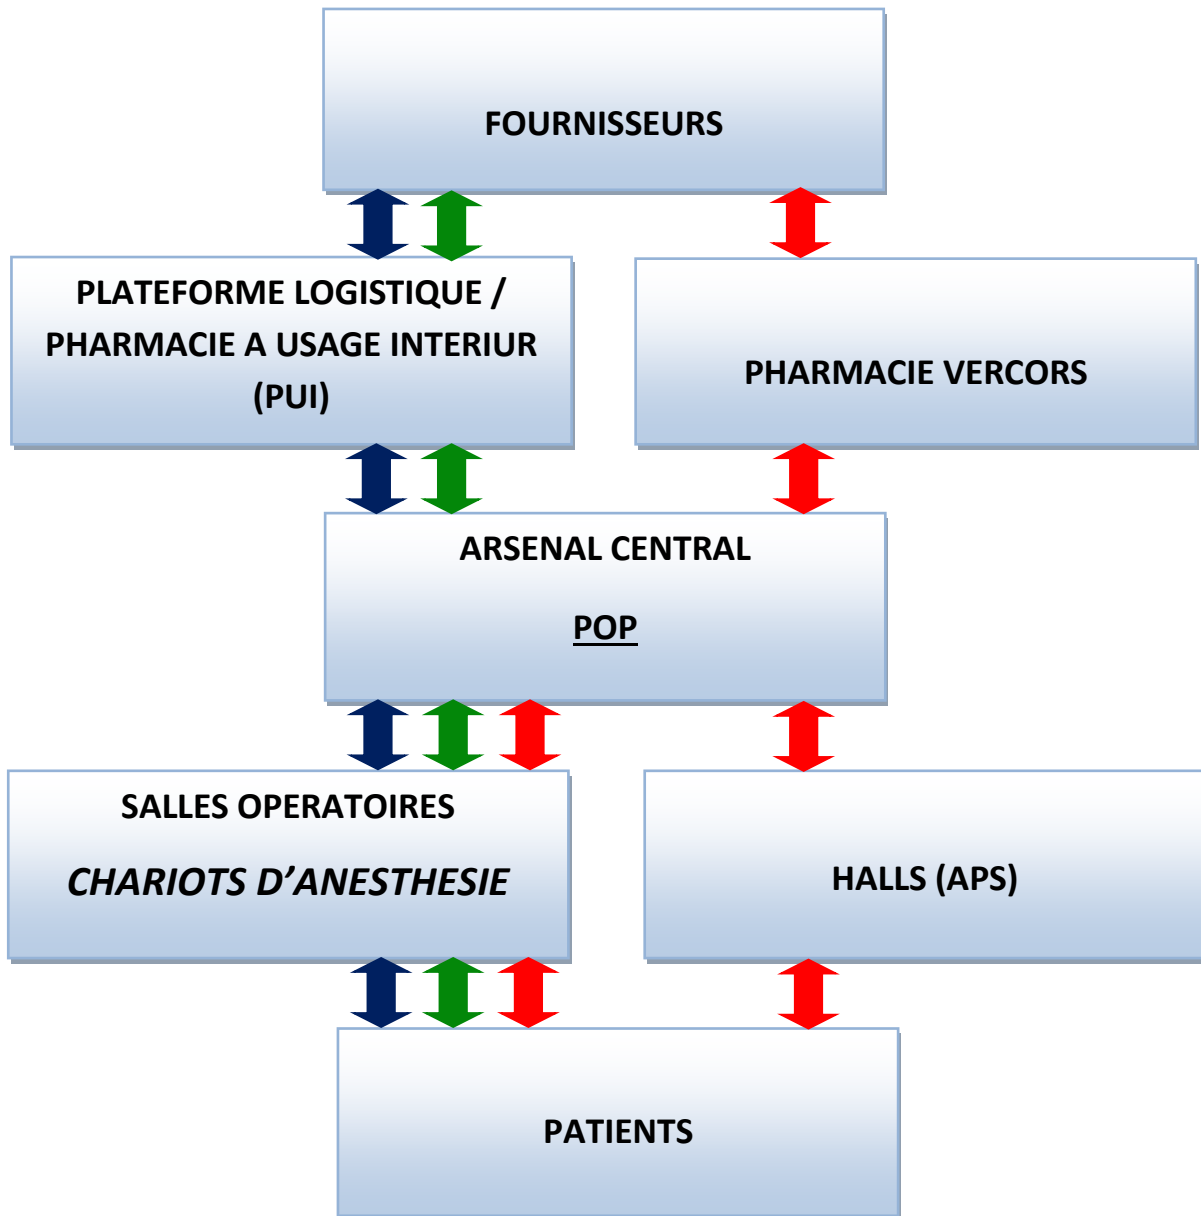 FOURNISSEURS
PLATEFORME LOGISTIQUE /
PHARMACIE A USAGE INTERIUR
(PUI)
PHARMACIE VERCORS
ARSENAL CENTRAL
POP
SALLES OPERATOIRES
CHARIOTS D’ANESTHESIE
HALLS (APS)
PATIENTS